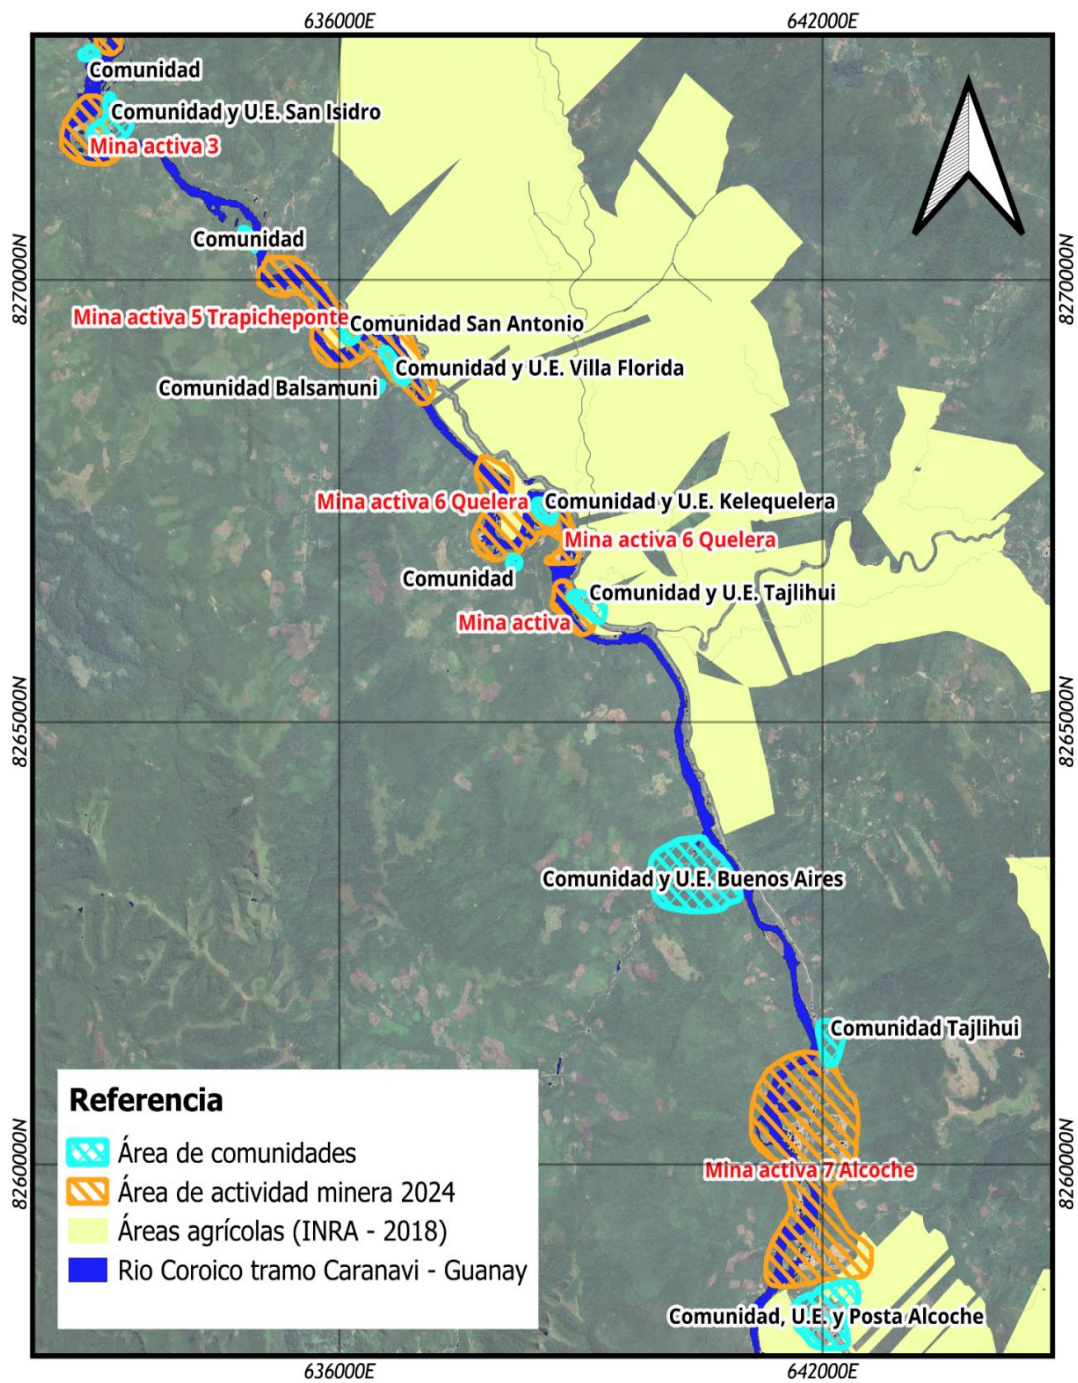 636000E
642000E
Comunidad
Comunidad y U.E. San Isidro
Mina activa 3
Comunidad
8270000N
8270000N
Mina activa 5 Trapicheponte
Comunidad San Antonio
Comunidad y U.E. Villa Florida
Comunidad Balsamuni
Mina activa 6 Quelera
Comunidad y U.E. Kelequelera
Mina activa 6 Quelera
Comunidad
Comunidad y U.E. Tajlihui
Mina activa
8265000N
8265000N
Comunidad y U.E. Buenos Aires
Comunidad Tajlihui
Referencia
Área de comunidades
Área de actividad minera 2024
Áreas agrícolas (INRA - 2018)
Rio Coroico tramo Caranavi - Guanay
8260000N
8260000N
Mina activa 7 Alcoche
Comunidad, U.E. y Posta Alcoche
636000E
642000E